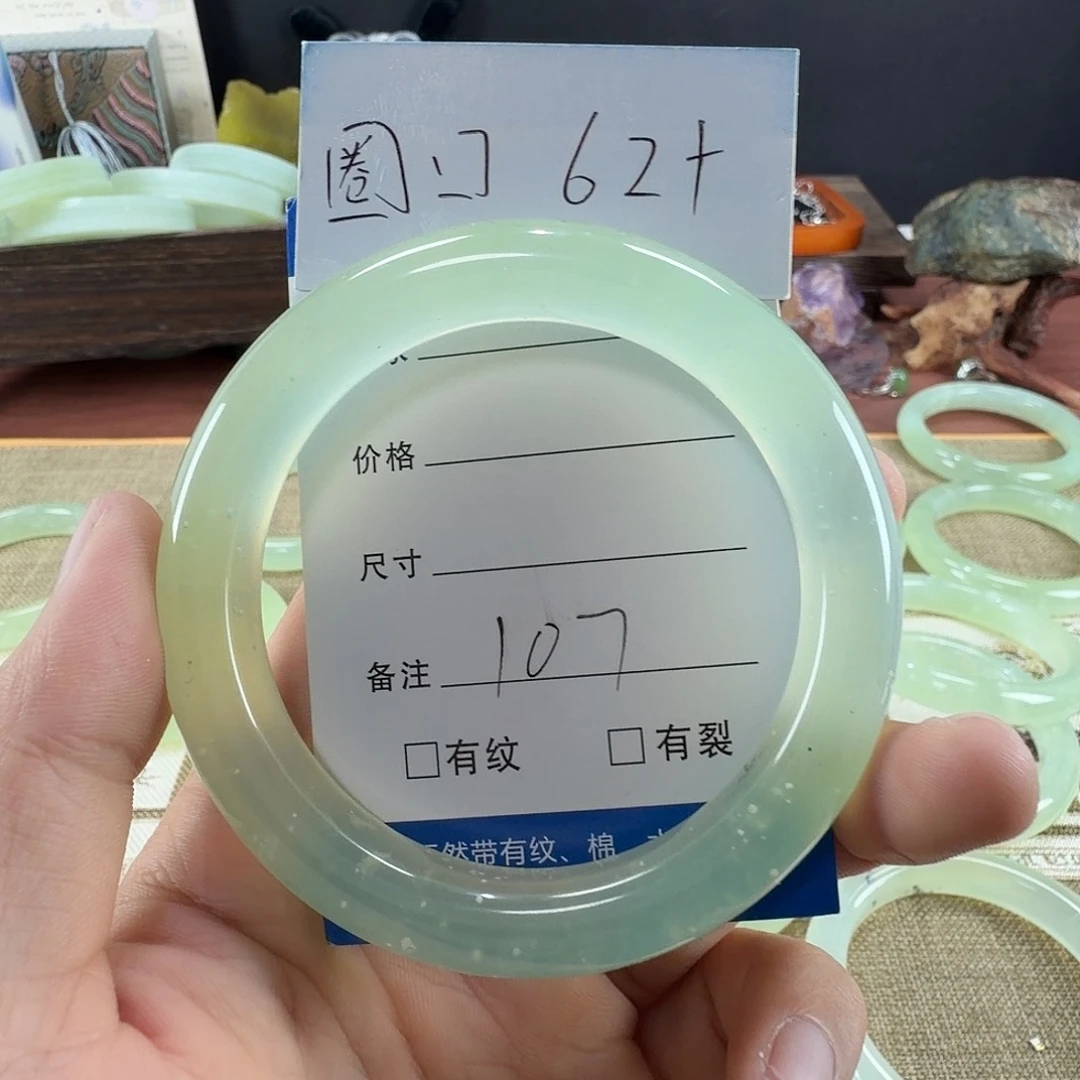 圈口 62+
价格
尺寸
备注 107
□有纹 □有裂
然带有纹、棉